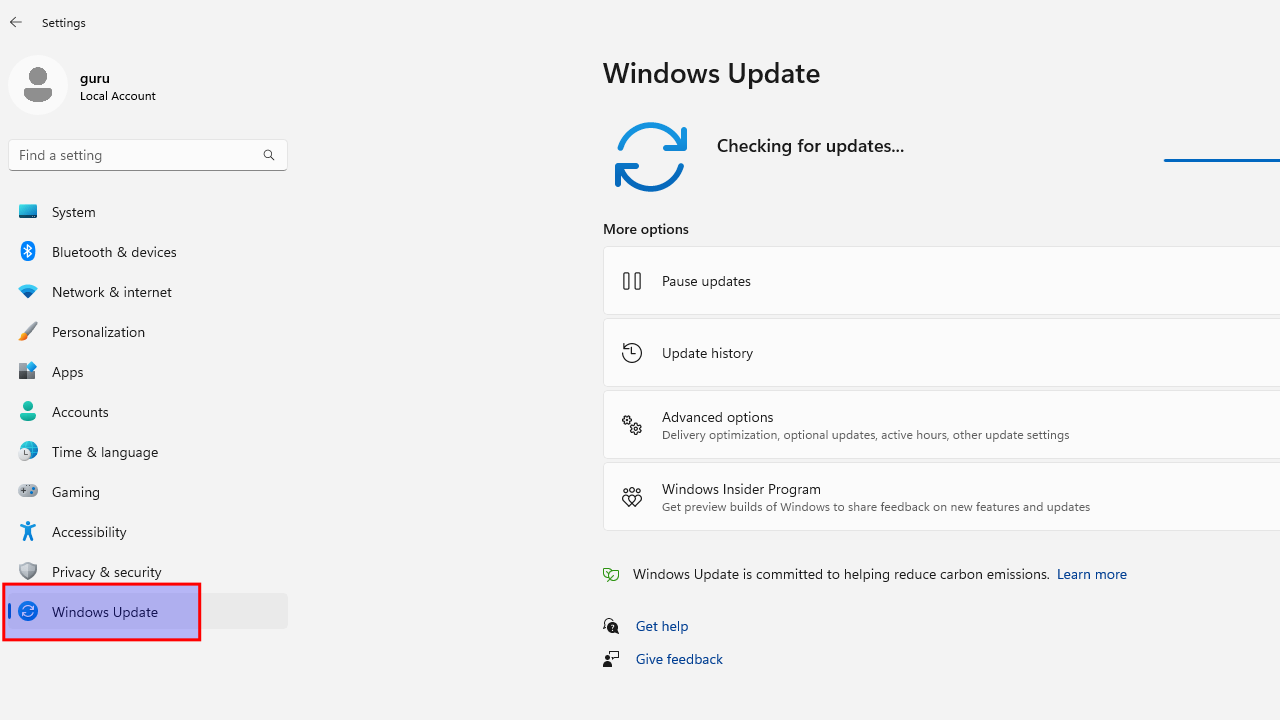 Settings
guru
Local Account
Find a setting
System
Bluetooth & devices
Network & internet
Personalization
Apps
Accounts
Time & language
Gaming
Accessibility
Privacy & security
Windows Update
Windows Update
Checking for updates...
More options
Pause updates
Update history
Advanced options
Delivery optimization, optional updates, active hours, other update settings
Windows Insider Program
Get preview builds of Windows to share feedback on new features and updates
Windows Update is committed to helping reduce carbon emissions. Learn more
Get help
Give feedback